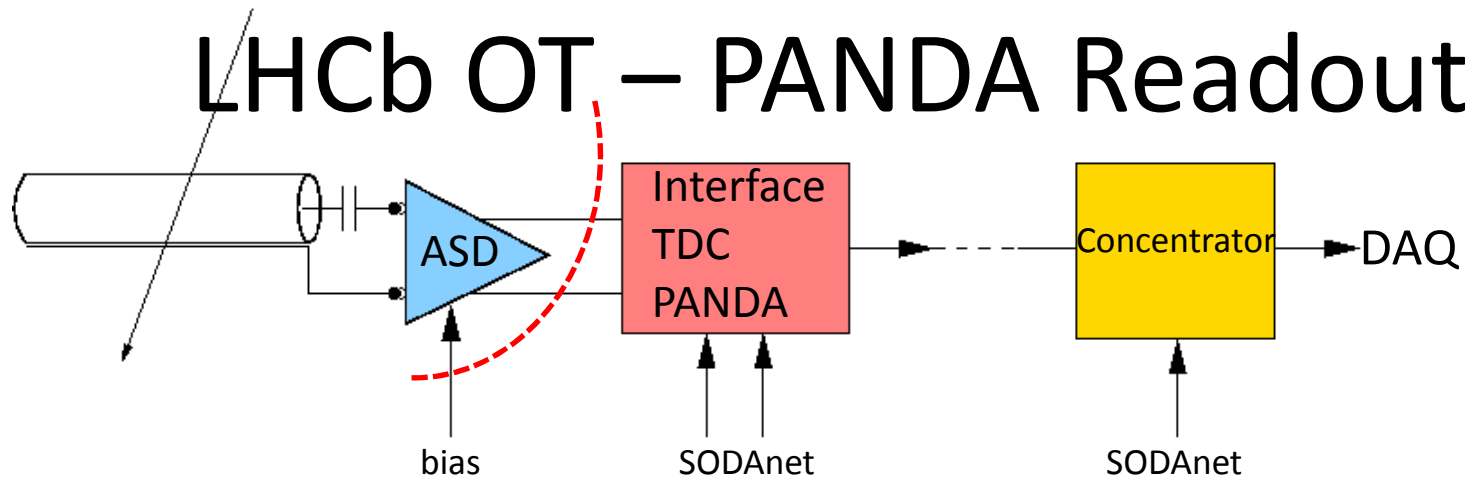 LHCb OT – PANDA Readout
ASD
Interface
TDC
PANDA
Concentrator
DAQ
bias
SODAnet
SODAnet